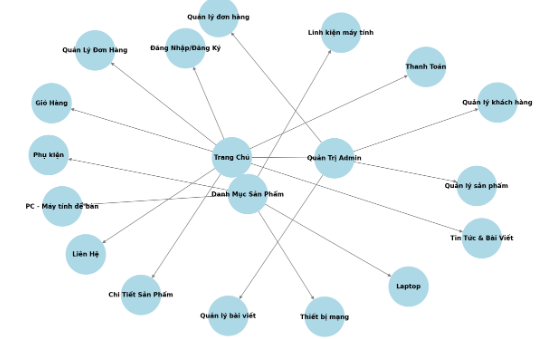 Quản lý đơn hàng
Linh kiện máy tính
Quản Lý Đơn Hàng
Đăng Nhập/Đăng Ký
Thanh Toán
Giỏ Hàng
Quản lý khách hàng
Phụ kiện
Trang Chủ
Quản Trị Admin
Quản lý sản phẩm
Danh Mục Sản Phẩm
PC - Máy tính để bàn
Tin Tức & Bài Viết
Liên Hệ
Laptop
Chi Tiết Sản Phẩm
Quản lý bài viết
Thiết bị mạng